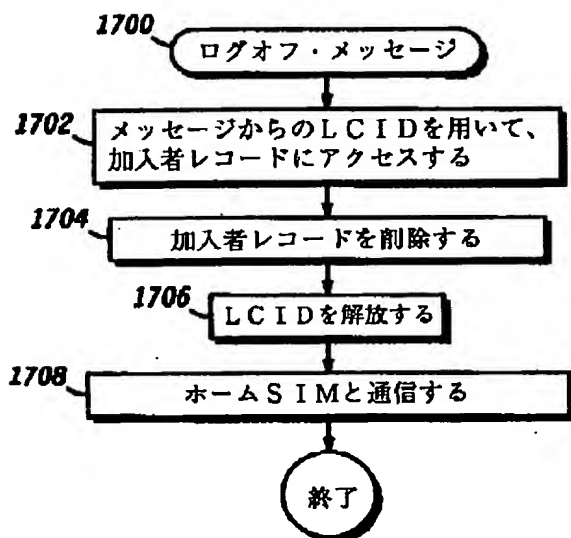 1700
ログオフ・メッセージ
1702
メッセージからのLCIDを用いて、
加入者レコードにアクセスする
1704
加入者レコードを削除する
1706
LCIDを解放する
1708
ホームSIMと通信する
終了